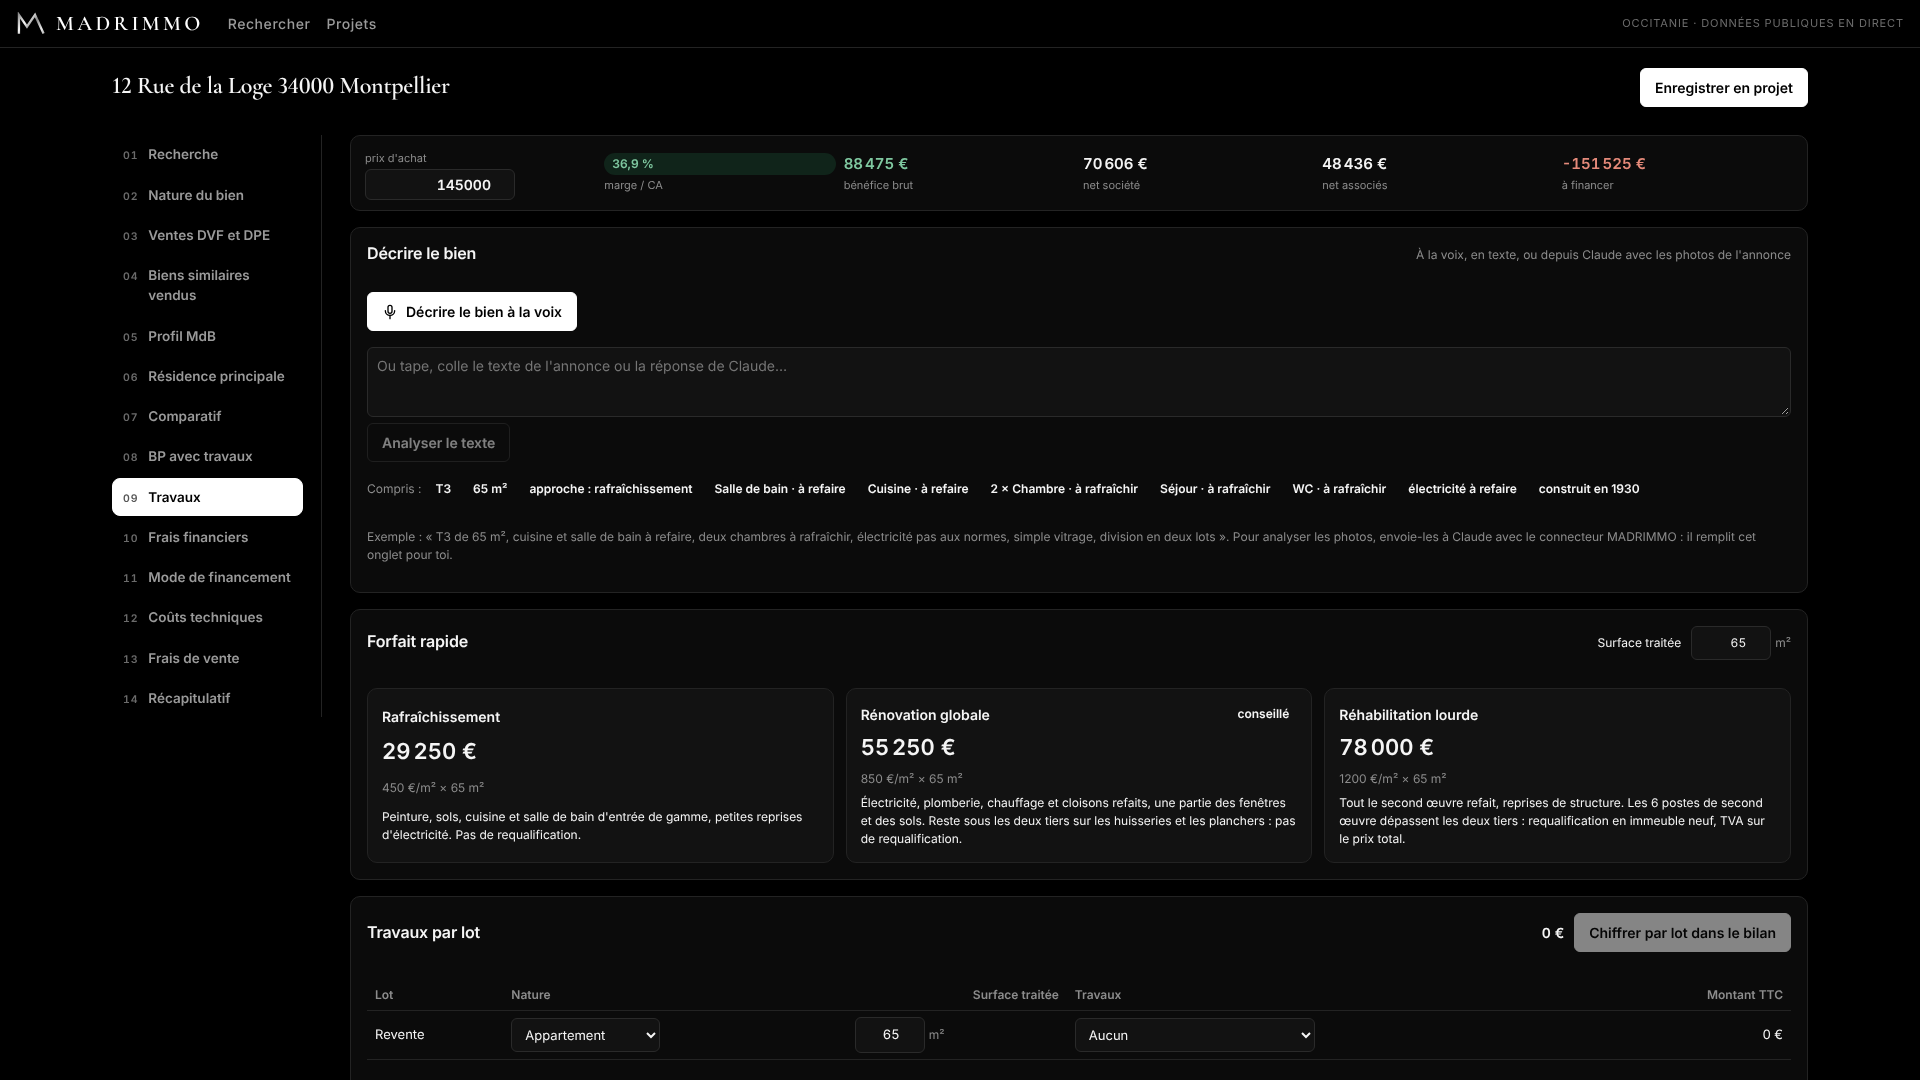 MADRIMMO
Rechercher
Projets
OCCITANIE · DONNÉES PUBLIQUES EN DIRECT
12 Rue de la Loge 34000 Montpellier
Enregistrer en projet
01 Recherche
02 Nature du bien
03 Ventes DVF et DPE
04 Biens similaires
vendus
05 Profil MdB
06 Résidence principale
07 Comparatif
08 BP avec travaux
09 Travaux
10 Frais financiers
11 Mode de financement
12 Coûts techniques
13 Frais de vente
14 Récapitulatif
prix d'achat
145000
36,9 %
marge / CA
88 475 €
bénéfice brut
70 606 €
net société
48 436 €
net associés
-151 525 €
à financer
Décrire le bien
À la voix, en texte, ou depuis Claude avec les photos de l'annonce
Décrire le bien à la voix
Ou tape, colle le texte de l'annonce ou la réponse de Claude...
Analyser le texte
Compris : T3 65 m² approche : rafraîchissement Salle de bain · à refaire Cuisine · à refaire 2 × Chambre · à rafraîchir Séjour · à rafraîchir WC · à rafraîchir électricité à refaire construit en 1930
Exemple : « T3 de 65 m², cuisine et salle de bain à refaire, deux chambres à rafraîchir, électricité pas aux normes, simple vitrage, division en deux lots ». Pour analyser les photos, envoie-les à Claude avec le connecteur MADRIMMO : il remplit cet
onglet pour toi.
Forfait rapide
Surface traitée 65 m²
Rafraîchissement
29 250 €
450 €/m² × 65 m²
Peinture, sols, cuisine et salle de bain d'entrée de gamme, petites reprises
d'électricité. Pas de requalification.
Rénovation globale
conseillé
55 250 €
850 €/m² × 65 m²
Électricité, plomberie, chauffage et cloisons refaits, une partie des fenêtres
et des sols. Reste sous les deux tiers sur les huisseries et les planchers : pas
de requalification.
Réhabilitation lourde
78 000 €
1200 €/m² × 65 m²
Tout le second œuvre refait, reprises de structure. Les 6 postes de second
œuvre dépassent les deux tiers : requalification en immeuble neuf, TVA sur
le prix total.
Travaux par lot
0 €
Chiffrer par lot dans le bilan
Lot Nature Surface traitée Travaux Montant TTC
Revente Appartement 65 m² Aucun 0 €